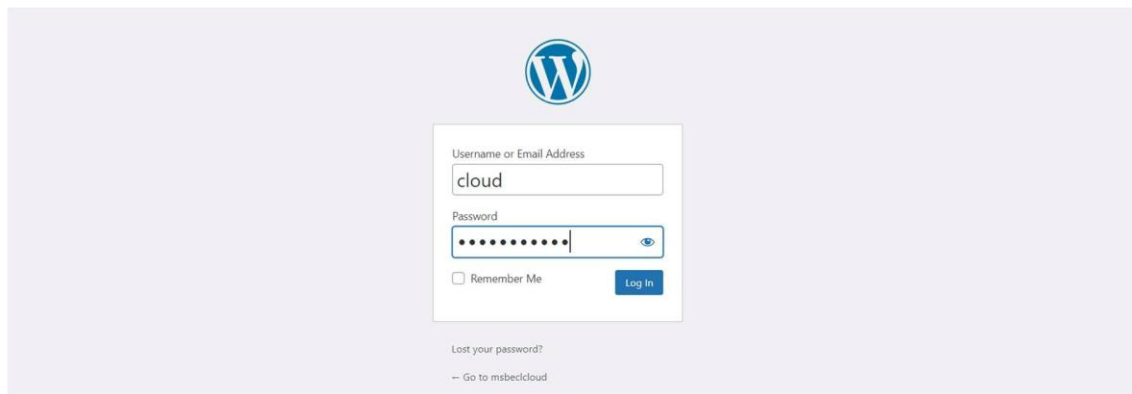 Username or Email Address
cloud
Password
•••••••••••
Remember Me
Log In
Lost your password?
← Go to msbeclcloud